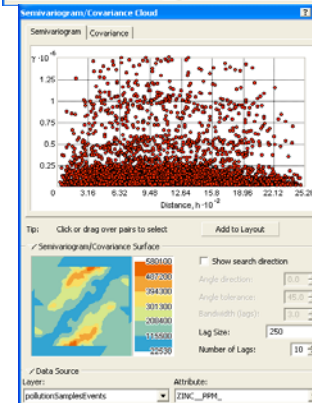 Semivariogram/Covariance Cloud
Semivariogram Covariance
γ·10⁻⁶
1.25
1
0.75
0.5
0.25
0 3.16 6.32 9.48 12.64 15.8 18.96 22.12 25.28
Distance, h·10⁻²
Tip: Click or drag over pairs to select Add to Layout
Semivariogram/Covariance Surface
580100
487200
394300
301300
208400
115500
22530
Show search direction
Angle direction: 0.0
Angle tolerance: 45.0
Bandwidth (lags): 3.0
Lag Size: 250
Number of Lags: 10
Data Source
Layer: Attribute:
pollutionSamplesEvents ZINC__PPM_